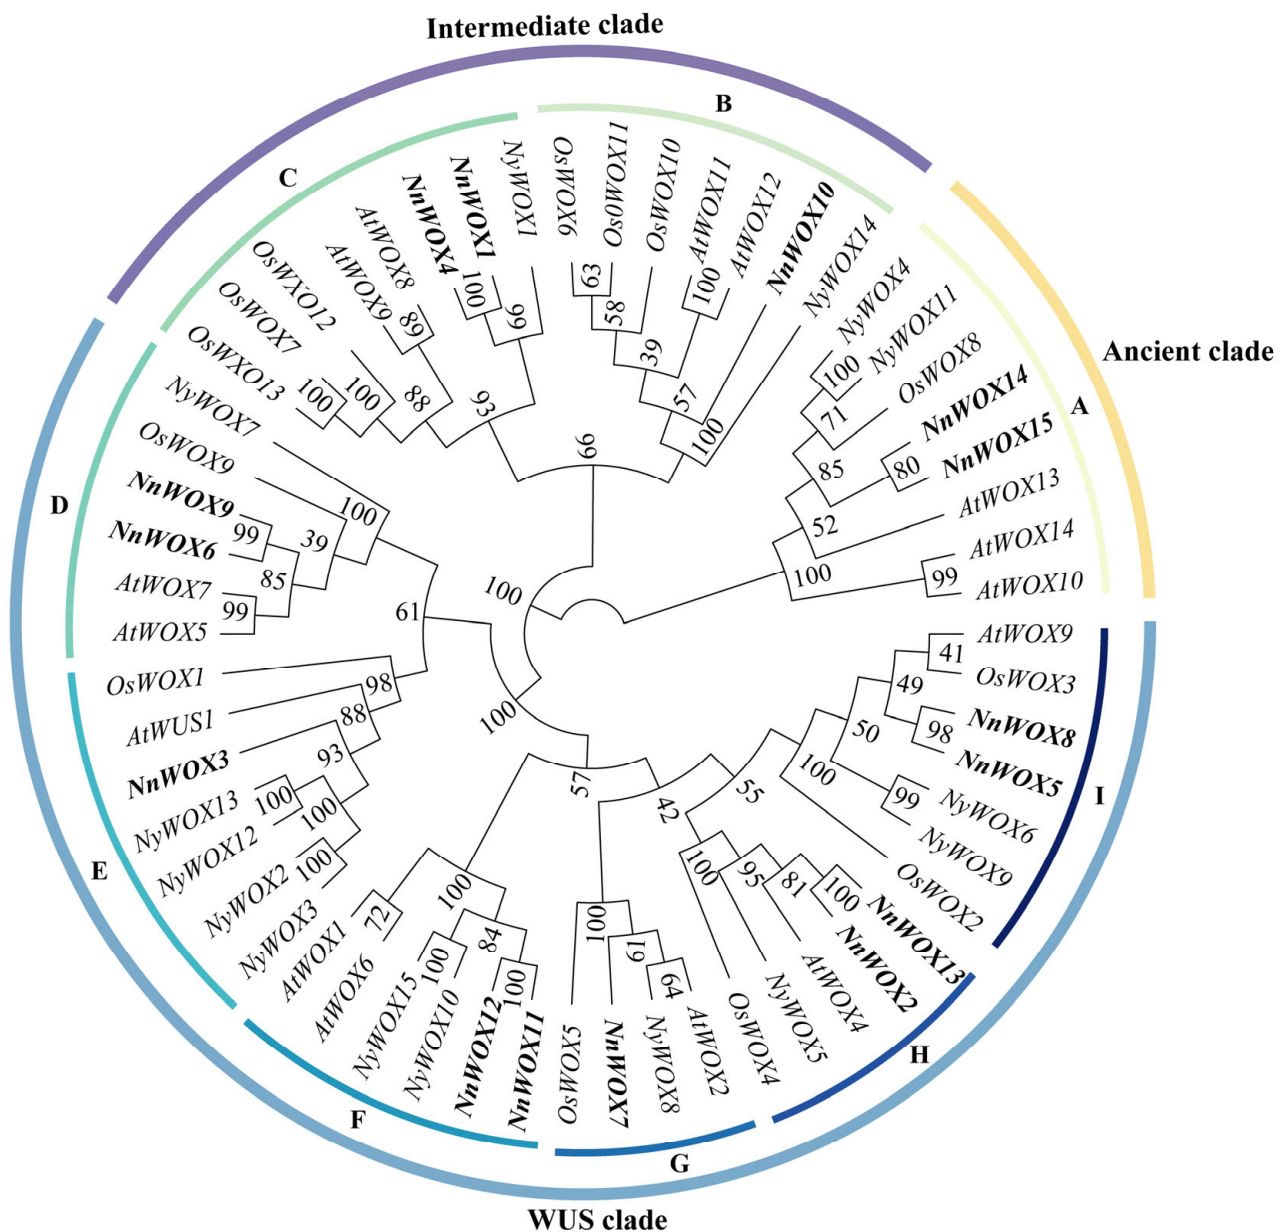 Intermediate clade
B
C
Ancient clade
A
D
E
F
G
H
I
WUS clade
NyWOX1
OsWOX6
Os0WOX11
OsWOX10
AtWOX11
AtWOX12
NnWOX10
NyWOX14
NyWOX4
NyWOX11
OsWOX8
NnWOX14
NnWOX15
AtWOX13
AtWOX14
AtWOX10
AtWOX9
OsWOX3
NnWOX8
NnWOX5
NyWOX6
NyWOX9
OsWOX2
NnWOX13
NnWOX2
AtWOX4
NyWOX5
OsWOX4
AtWOX2
NyWOX8
NnWOX7
OsWOX5
NnWOX11
NnWOX12
NyWOX10
NyWOX15
AtWOX6
AtWOX1
NyWOX3
NyWOX2
NyWOX12
NyWOX13
NnWOX3
AtWUS1
OsWOX1
AtWOX5
AtWOX7
NnWOX6
NnWOX9
OsWOX9
NyWOX7
OsWXO13
OsWOX7
OsWXO12
AtWOX9
AtWOX8
NnWOX4
NnWOX1
63
58
39
100
57
100
100
71
85
80
52
100
99
41
49
98
50
99
100
55
100
81
95
100
42
64
61
100
57
100
84
100
100
72
100
100
100
93
88
98
61
99
85
99
39
100
100
100
88
89
93
100
99
66
100
100